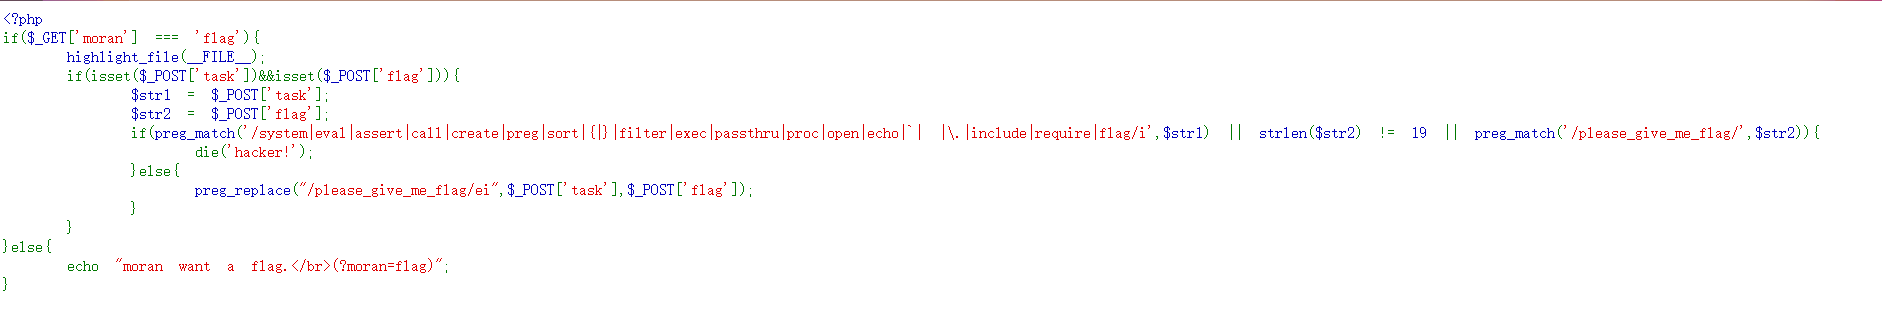 <?php
if($_GET['moran'] === 'flag'){
        highlight_file(__FILE__);
        if(isset($_POST['task'])&&isset($_POST['flag'])){
                $str1 = $_POST['task'];
                $str2 = $_POST['flag'];
                if(preg_match('/system|eval|assert|call|create|preg|sort|{|}|filter|exec|passthru|proc|open|echo|`| |\.|include|require|flag/i',$str1) || strlen($str2) != 19 || preg_match('/please_give_me_flag/',$str2)){
                        die('hacker!');
                }else{
                        preg_replace("/please_give_me_flag/ei",$_POST['task'],$_POST['flag']);
                }
        }
}else{
        echo "moran want a flag.</br>(?moran=flag)";
}